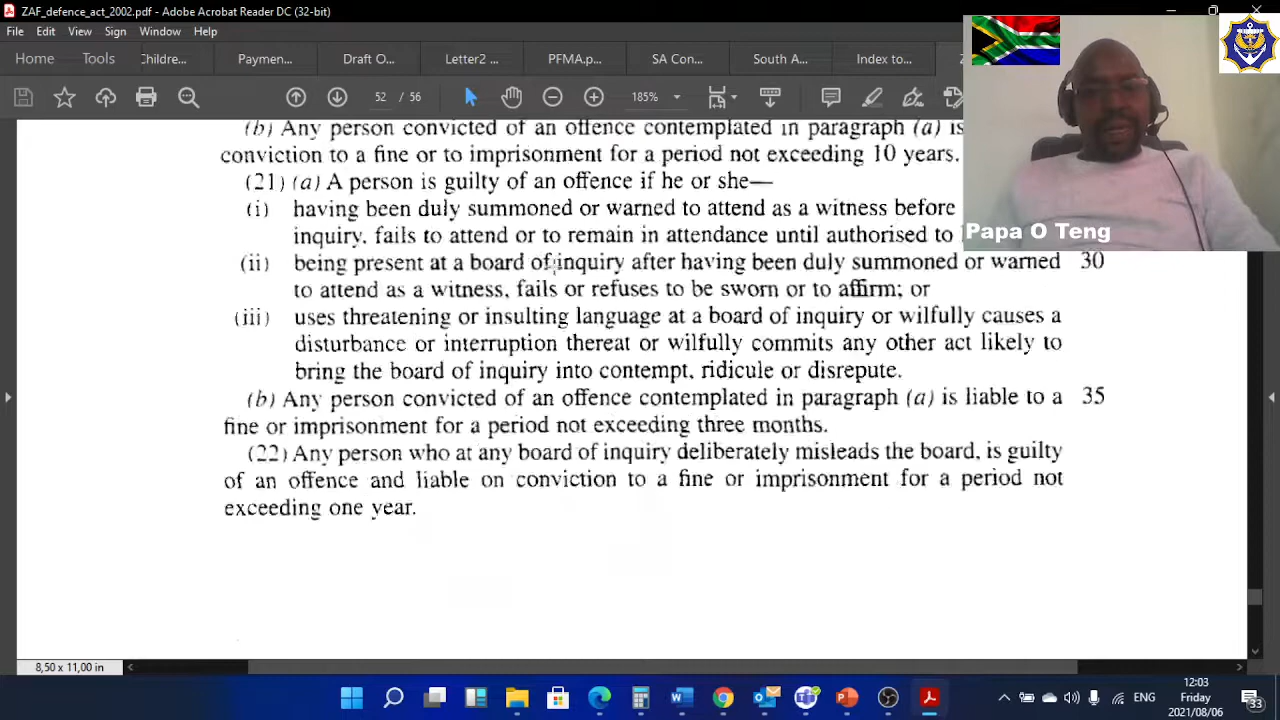 ZAF_defence_act_2002.pdf - Adobe Acrobat Reader DC (32-bit)
File Edit View Sign Window Help
Home Tools Childre... Paymen... Draft O... Letter2 ... PFMA.p... SA Con... South A... Index to...
52 / 56 185%
(b) Any person convicted of an offence contemplated in paragraph (a) is
conviction to a fine or to imprisonment for a period not exceeding 10 years.
(21) (a) A person is guilty of an offence if he or she—
(i) having been duly summoned or warned to attend as a witness before
inquiry, fails to attend or to remain in attendance until authorised to
Papa O Teng
(ii) being present at a board of inquiry after having been duly summoned or warned 30
to attend as a witness, fails or refuses to be sworn or to affirm; or
(iii) uses threatening or insulting language at a board of inquiry or wilfully causes a
disturbance or interruption thereat or wilfully commits any other act likely to
bring the board of inquiry into contempt, ridicule or disrepute.
(b) Any person convicted of an offence contemplated in paragraph (a) is liable to a 35
fine or imprisonment for a period not exceeding three months.
(22) Any person who at any board of inquiry deliberately misleads the board, is guilty
of an offence and liable on conviction to a fine or imprisonment for a period not
exceeding one year.
8,50 x 11,00 in
ENG
12:03
Friday
2021/08/06
33